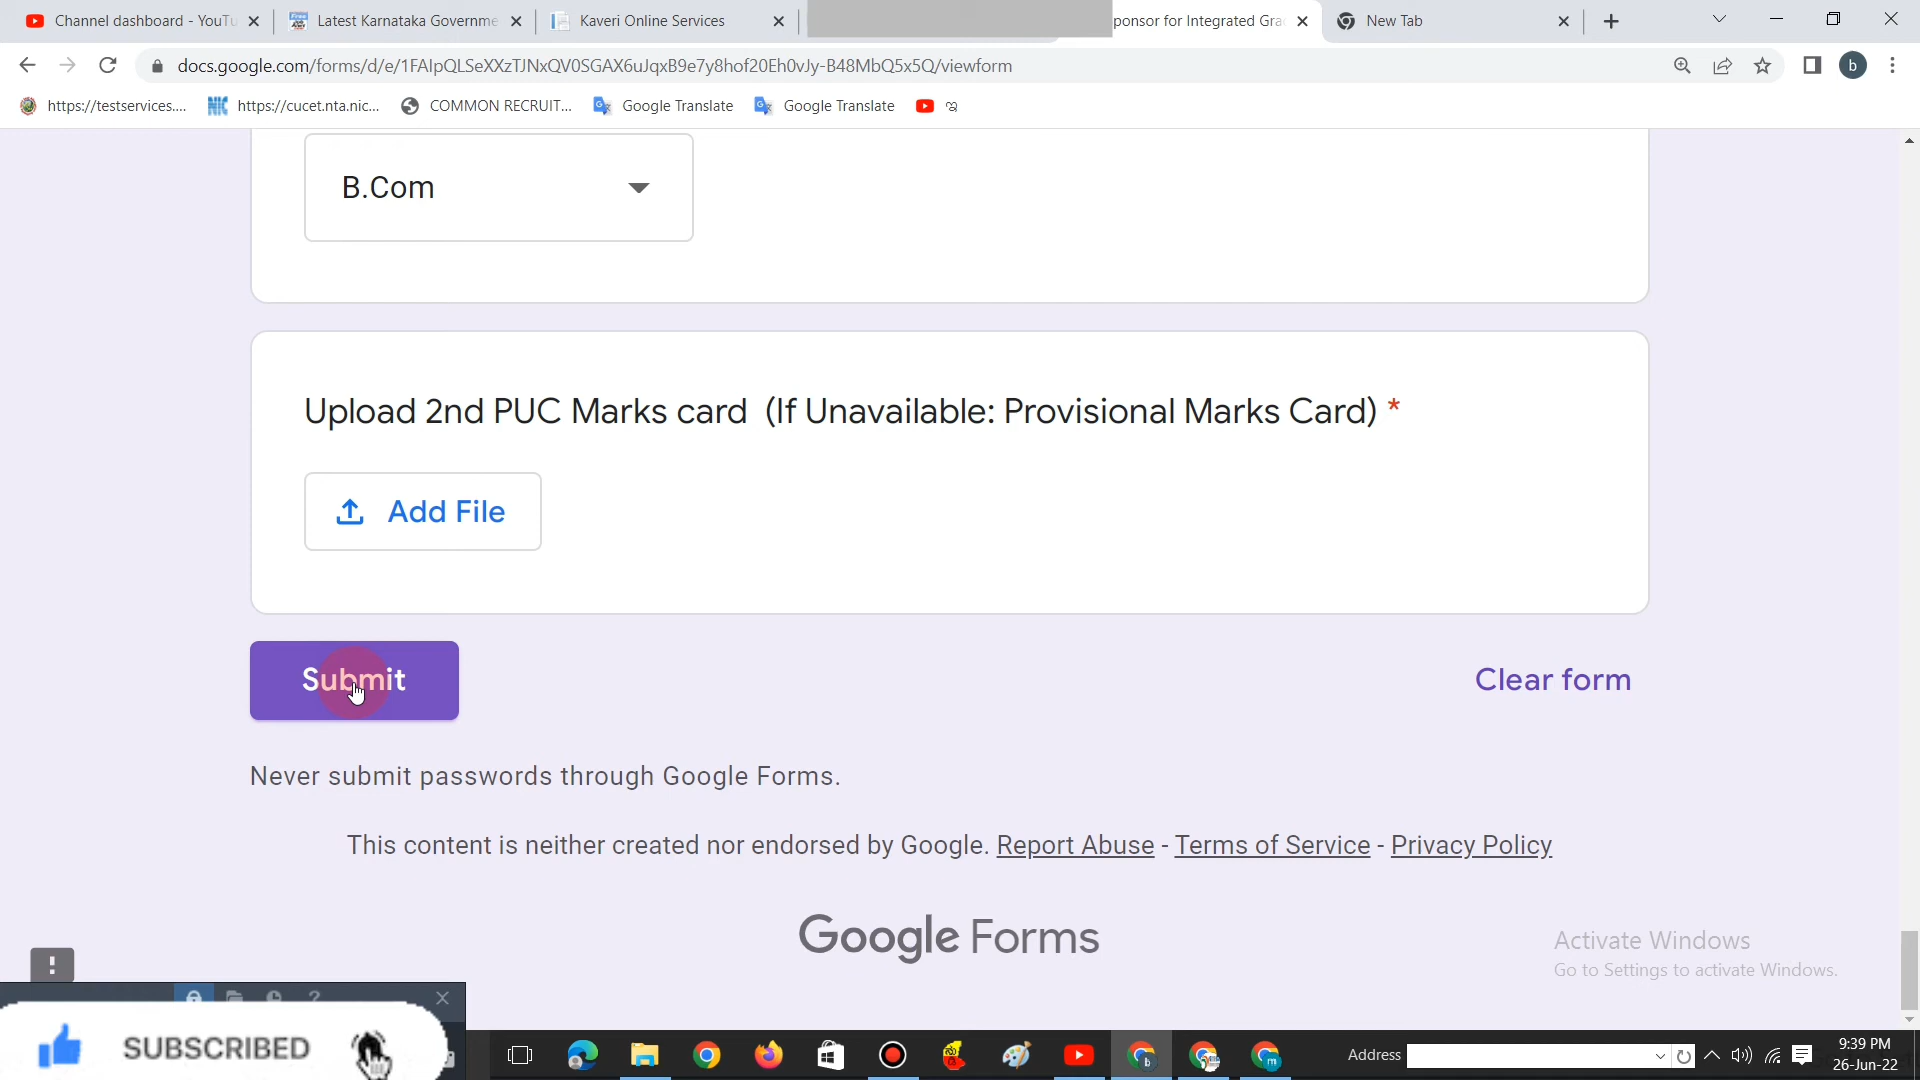 Channel dashboard - YouTu
Latest Karnataka Governme
Kaveri Online Services
ponsor for Integrated Gra
New Tab
docs.google.com/forms/d/e/1FAIpQLSeXXzTJNxQV0SGAX6uJqxB9e7y8hof20Eh0vJy-B48MbQ5x5Q/viewform
b
https://testservices....
https://cucet.nta.nic...
COMMON RECRUIT...
Google Translate
Google Translate
B.Com
Upload 2nd PUC Marks card (If Unavailable: Provisional Marks Card) *
Add File
Submit
Clear form
Never submit passwords through Google Forms.
This content is neither created nor endorsed by Google. Report Abuse - Terms of Service - Privacy Policy
Google Forms
Activate Windows
Go to Settings to activate Windows.
SUBSCRIBED
Address
9:39 PM
26-Jun-22